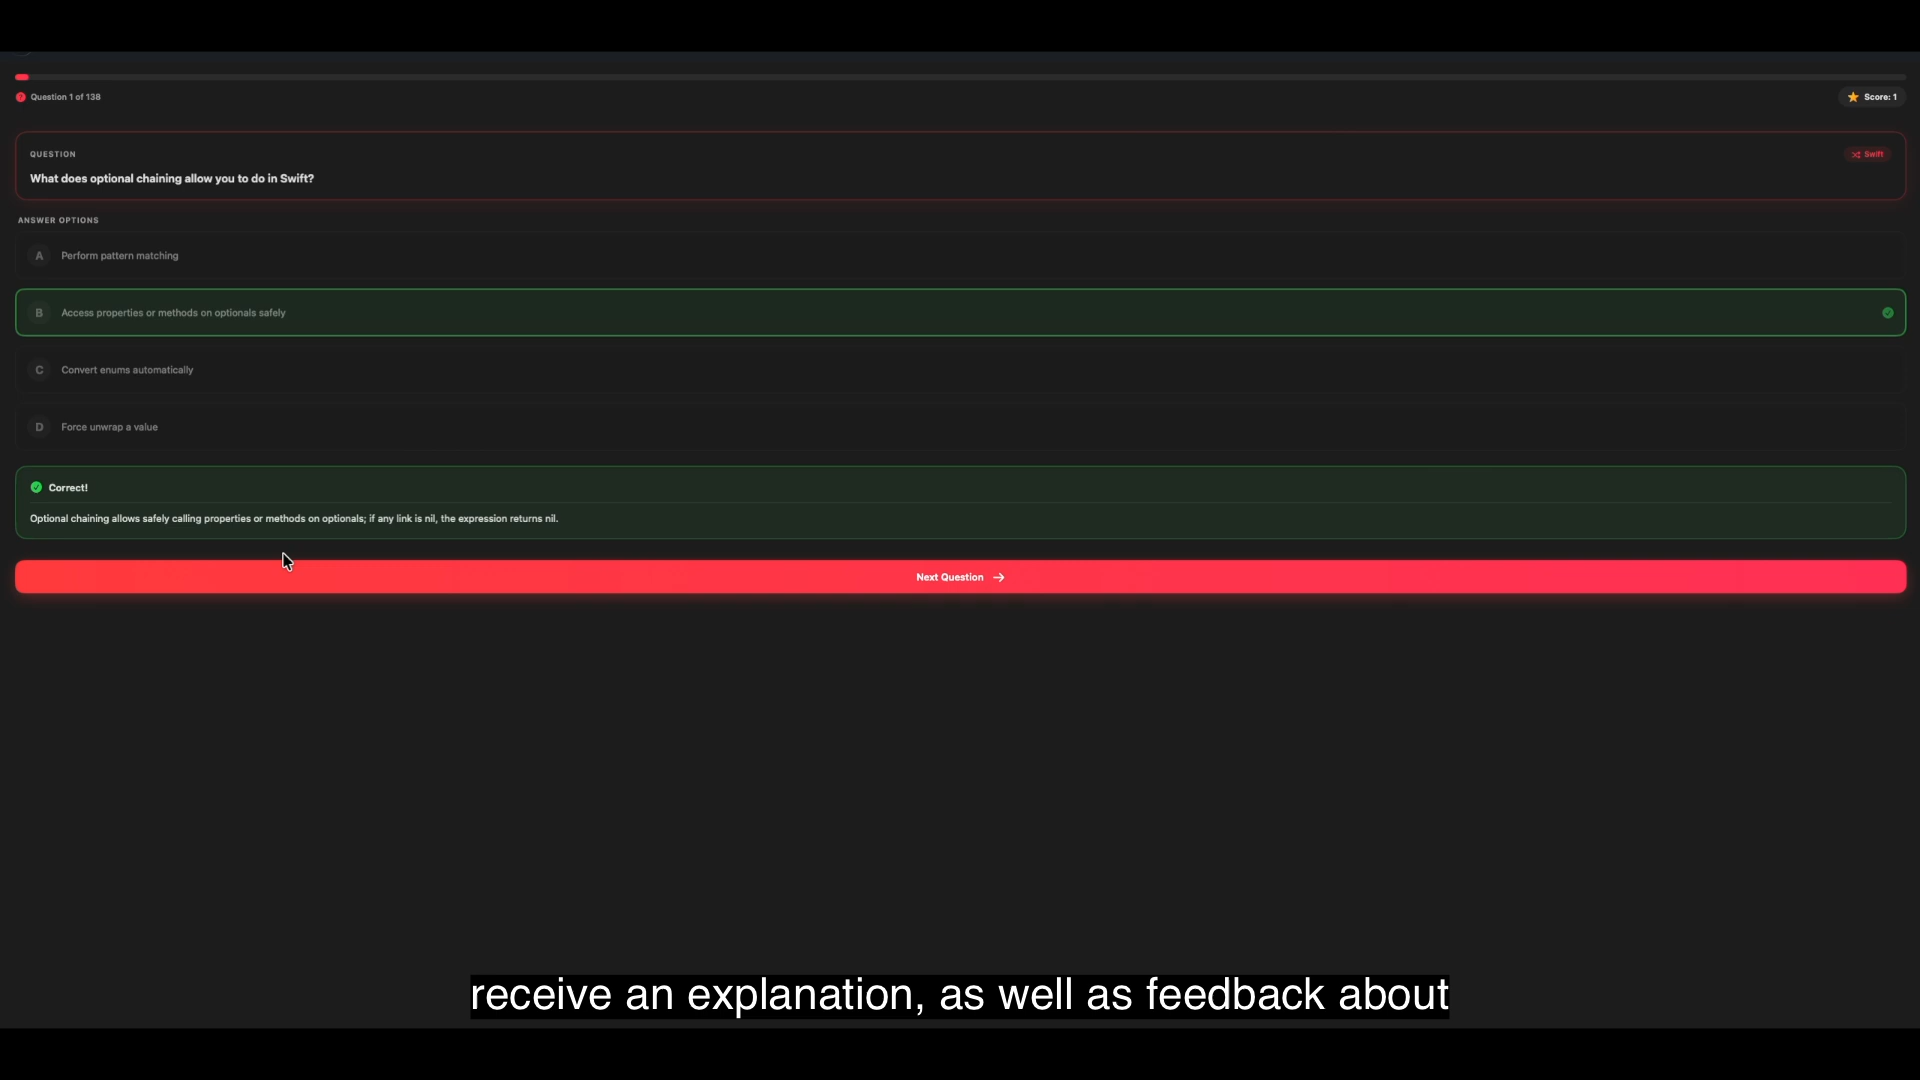 Question 1 of 138
Score: 1
QUESTION
Swift
What does optional chaining allow you to do in Swift?
ANSWER OPTIONS
A Perform pattern matching
B Access properties or methods on optionals safely
C Convert enums automatically
D Force unwrap a value
Correct!
Optional chaining allows safely calling properties or methods on optionals; if any link is nil, the expression returns nil.
Next Question →
receive an explanation, as well as feedback about